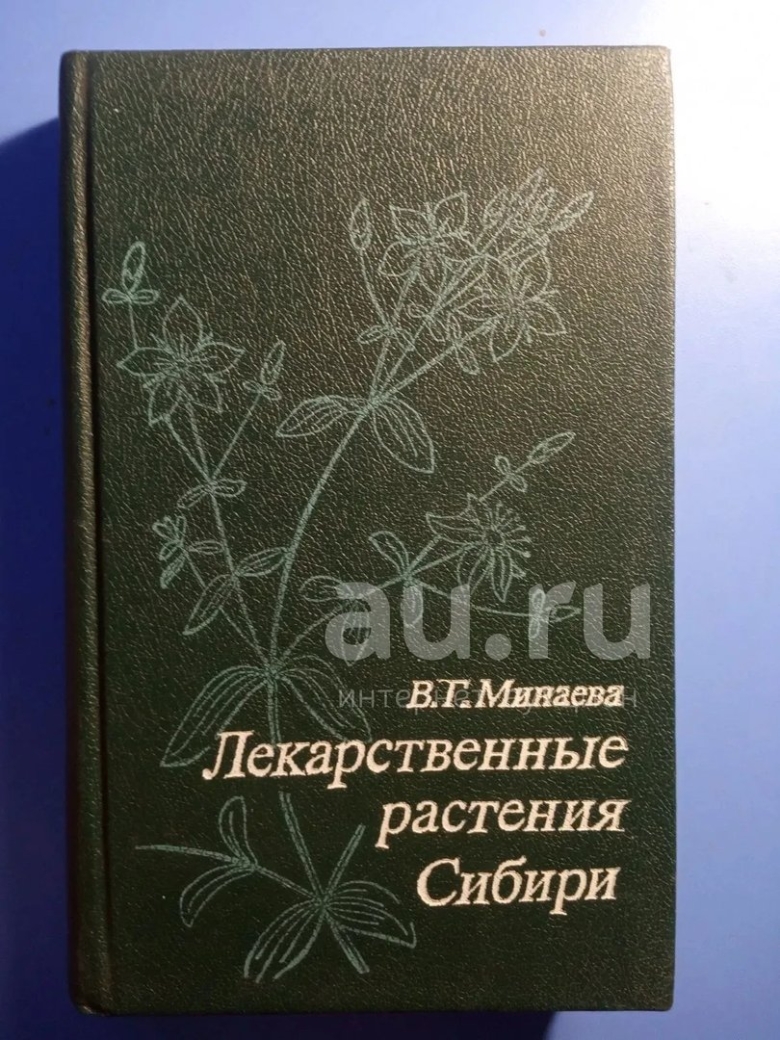 au.ru
В.Г. Минаева
Лекарственные
растения
Сибири